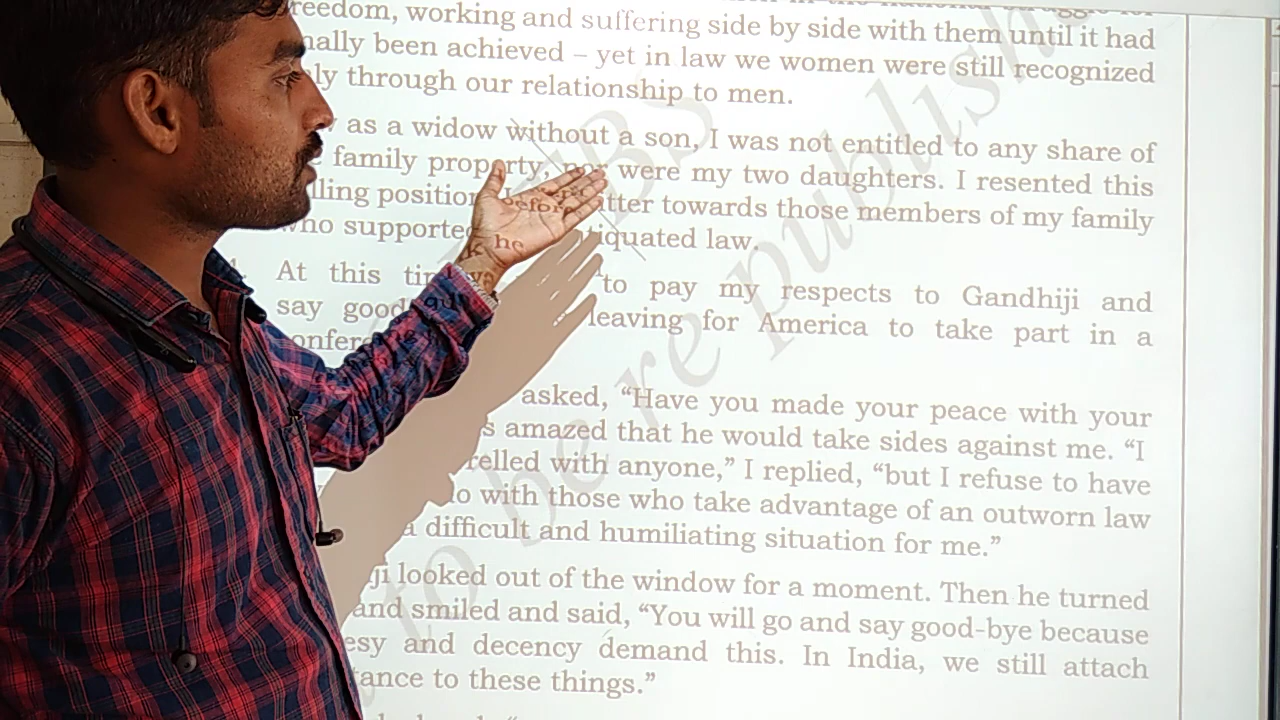 reedom, working and suffering side by side with them until it had
nally been achieved – yet in law we women were still recognized
ly through our relationship to men.
as a widow without a son, I was not entitled to any share of
family property, nor were my two daughters. I resented this
lling position. before tter towards those members of my family
who supporte he tiquated law.
At this ti to pay my respects to Gandhiji and
say good leaving for America to take part in a
onfer
asked, “Have you made your peace with your
s amazed that he would take sides against me. “I
relled with anyone,” I replied, “but I refuse to have
do with those who take advantage of an outworn law
a difficult and humiliating situation for me.”
ji looked out of the window for a moment. Then he turned
and smiled and said, “You will go and say good-bye because
esy and decency demand this. In India, we still attach
tance to these things.”
to be republish